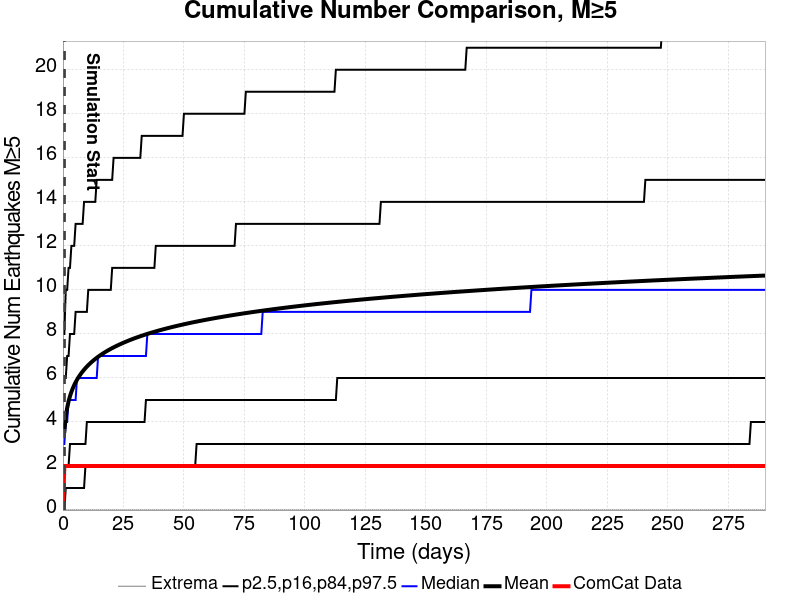 Cumulative Number Comparison, M≥5
Cumulative Num Earthquakes M≥5
20
18
16
14
12
10
8
6
4
2
0
Simulation Start
0 25 50 75 100 125 150 175 200 225 250 275
Time (days)
Extrema p2.5,p16,p84,p97.5 Median Mean ComCat Data